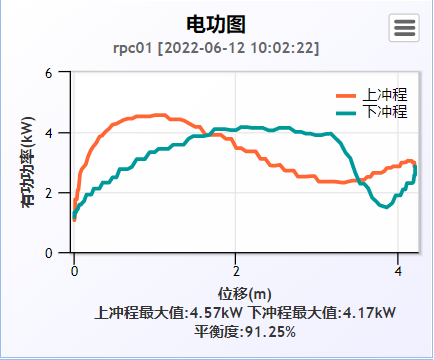 电功图
rpc01 [2022-06-12 10:02:22]
上冲程
下冲程
有功功率(kW)
6
4
2
0
0
2
4
位移(m)
上冲程最大值:4.57kW 下冲程最大值:4.17kW
平衡度:91.25%